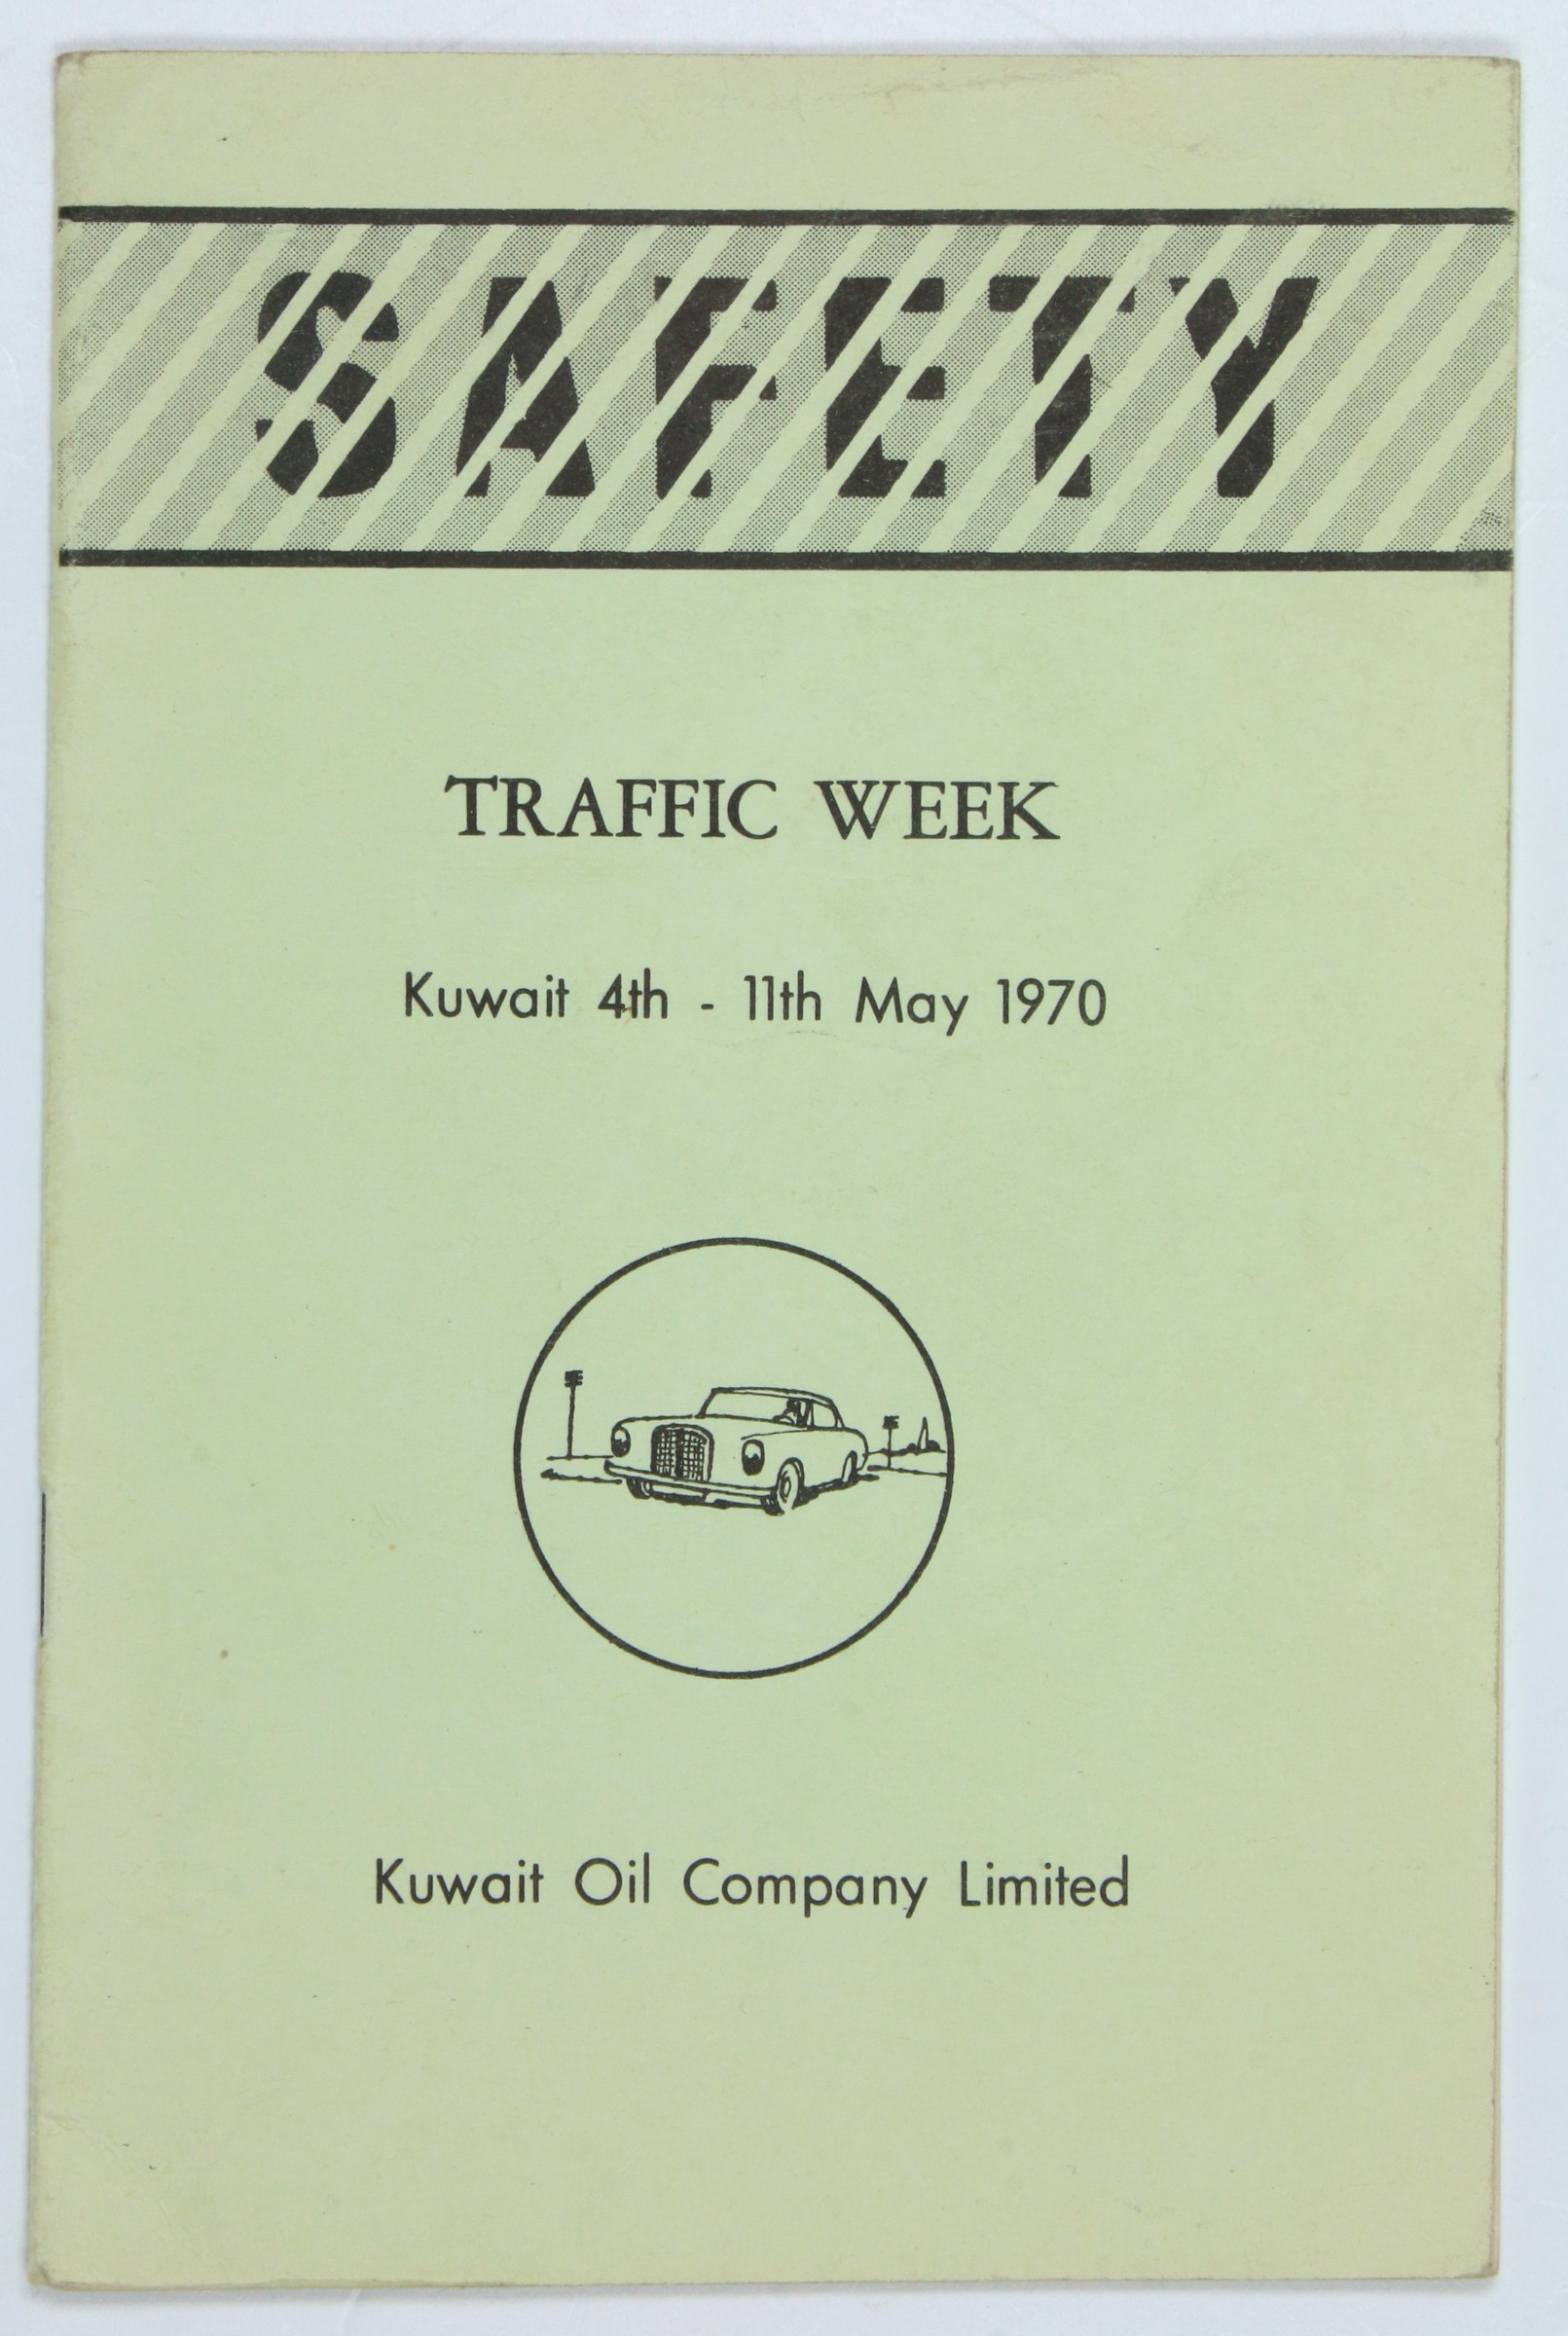 SAFETY
TRAFFIC WEEK
Kuwait 4th - 11th May 1970
Kuwait Oil Company Limited